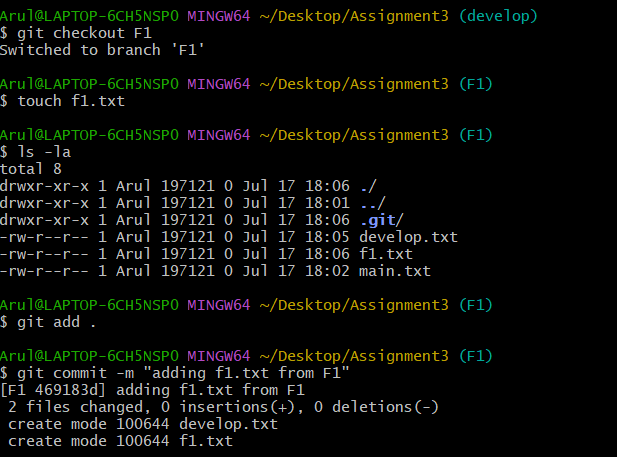 Arul@LAPTOP-6CH5NSP0 MINGW64 ~/Desktop/Assignment3 (develop)
$ git checkout F1
Switched to branch 'F1'
Arul@LAPTOP-6CH5NSP0 MINGW64 ~/Desktop/Assignment3 (F1)
$ touch f1.txt
Arul@LAPTOP-6CH5NSP0 MINGW64 ~/Desktop/Assignment3 (F1)
$ ls -la
total 8
drwxr-xr-x 1 Arul 197121 0 Jul 17 18:06 ./
drwxr-xr-x 1 Arul 197121 0 Jul 17 18:01 ../
drwxr-xr-x 1 Arul 197121 0 Jul 17 18:06 .git/
-rw-r--r-- 1 Arul 197121 0 Jul 17 18:05 develop.txt
-rw-r--r-- 1 Arul 197121 0 Jul 17 18:06 f1.txt
-rw-r--r-- 1 Arul 197121 0 Jul 17 18:02 main.txt
Arul@LAPTOP-6CH5NSP0 MINGW64 ~/Desktop/Assignment3 (F1)
$ git add .
Arul@LAPTOP-6CH5NSP0 MINGW64 ~/Desktop/Assignment3 (F1)
$ git commit -m "adding f1.txt from F1"
[F1 469183d] adding f1.txt from F1
 2 files changed, 0 insertions(+), 0 deletions(-)
 create mode 100644 develop.txt
 create mode 100644 f1.txt